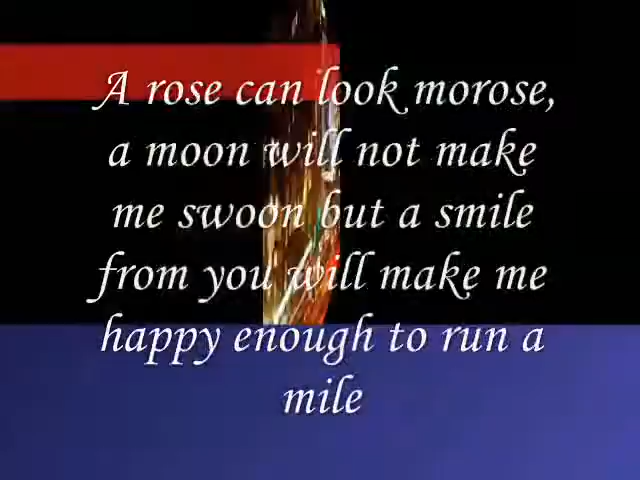 A rose can look morose,
a moon will not make
me swoon but a smile
from you will make me
happy enough to run a
mile